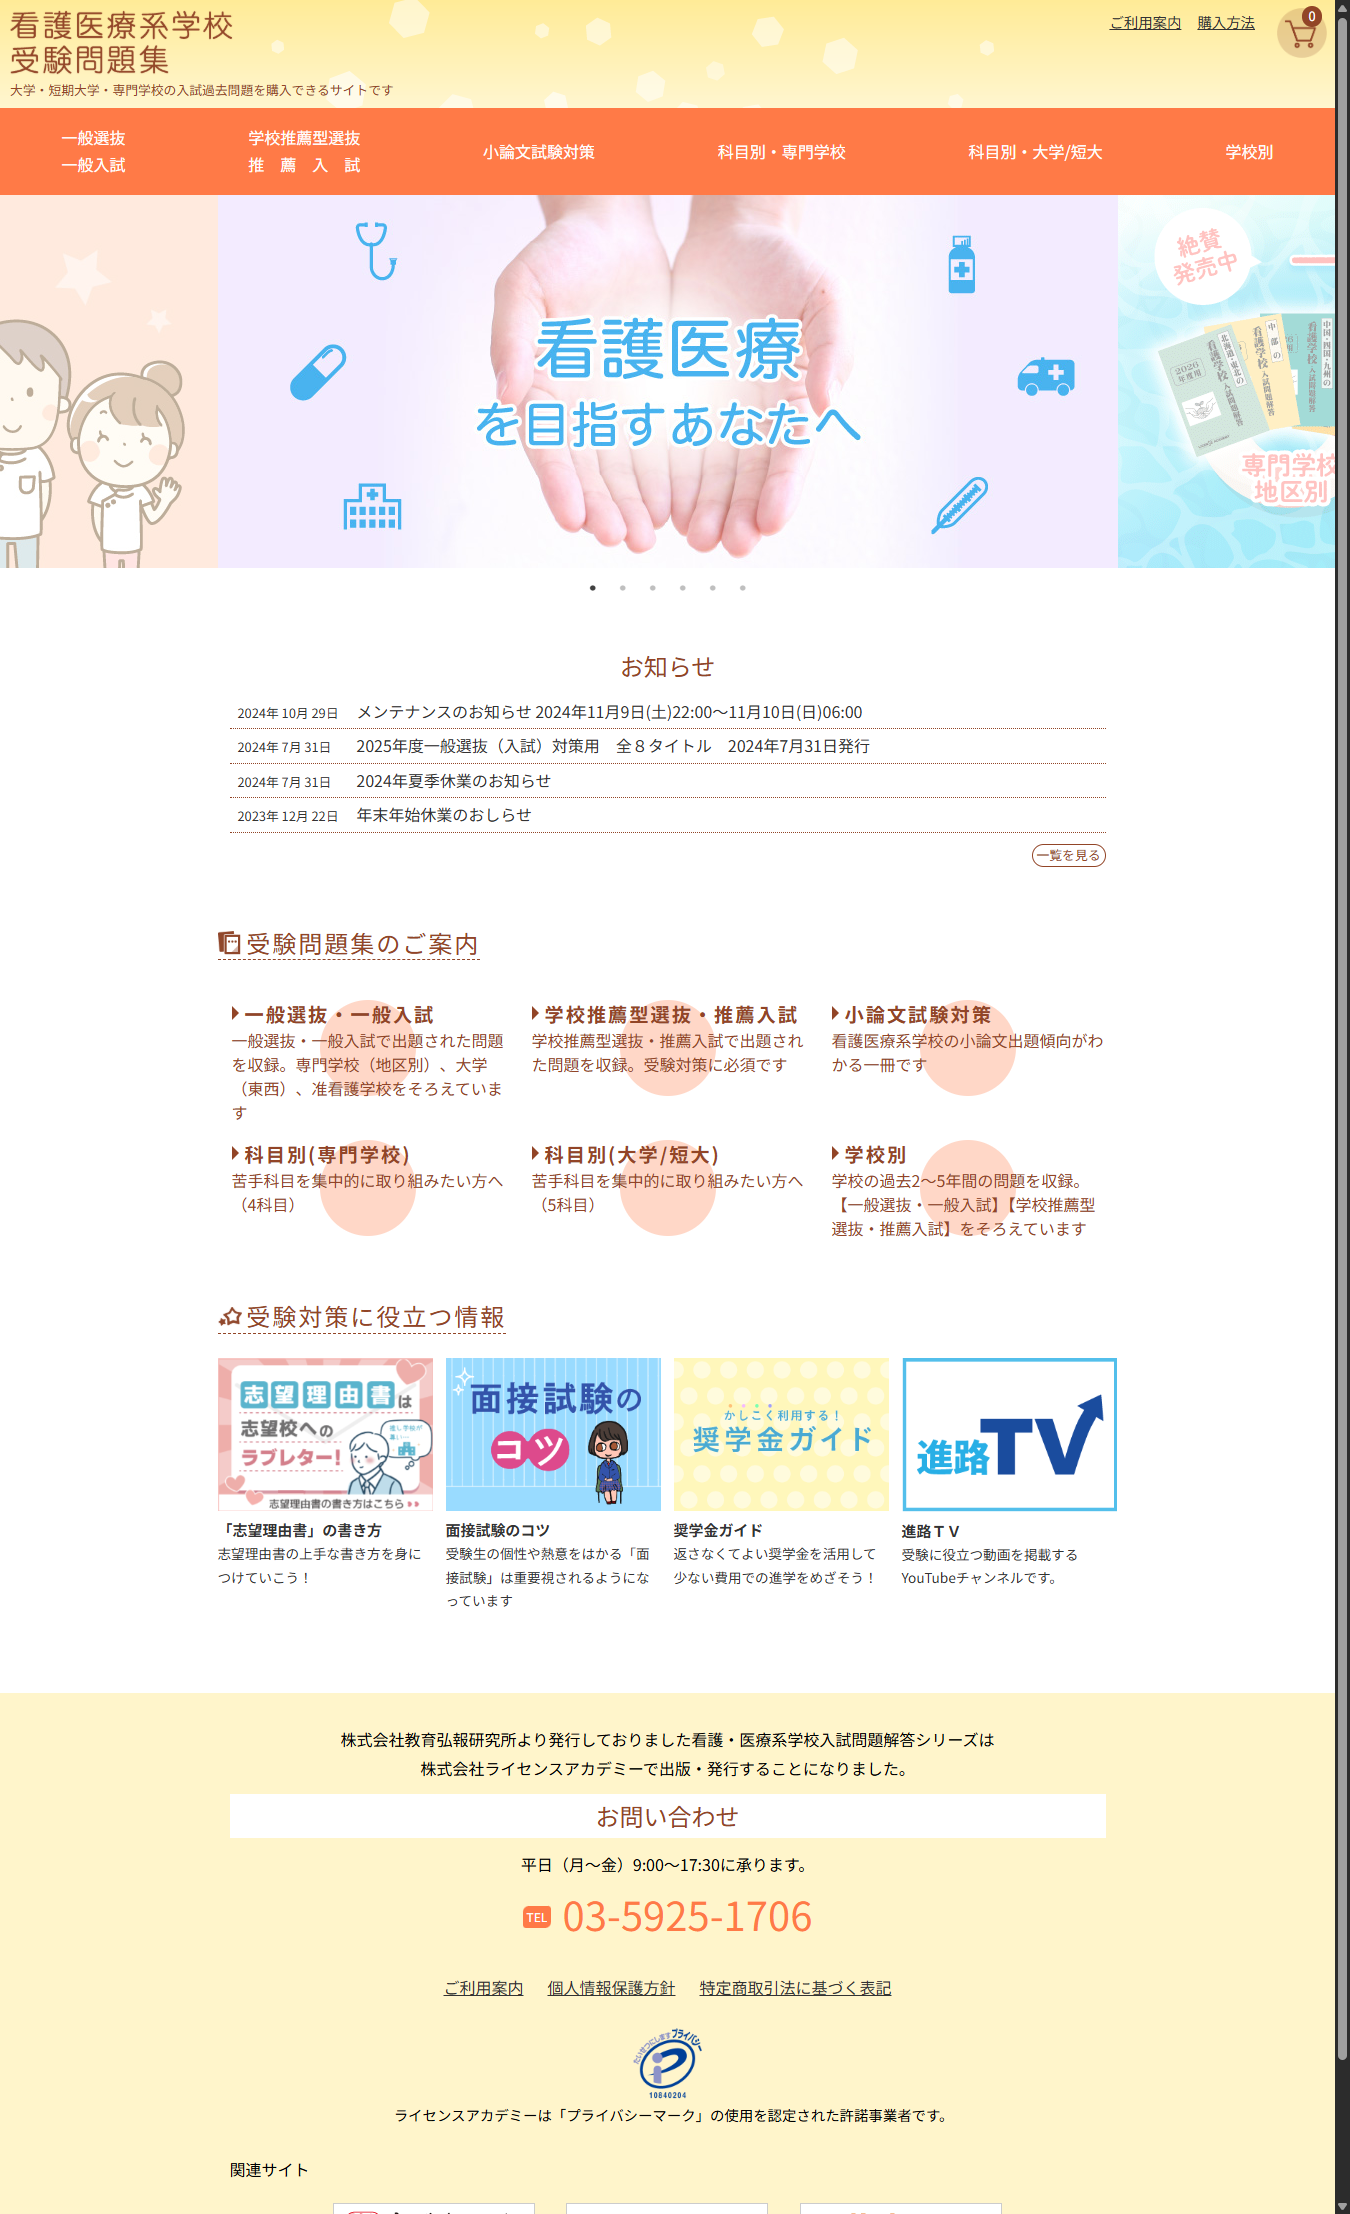 看護医療系学校
受験問題集
大学・短期大学・専門学校の入試過去問題を購入できるサイトです
ご利用案内 購入方法 0
一般選抜
一般入試
学校推薦型選抜
推　薦　入　試
小論文試験対策
科目別・専門学校
科目別・大学/短大
学校別
看護医療
を目指すあなたへ
絶賛
発売中
専門学校
地区別
お知らせ
2024年 10月 29日 メンテナンスのお知らせ 2024年11月9日(土)22:00～11月10日(日)06:00
2024年 7月 31日 2025年度一般選抜（入試）対策用　全８タイトル　2024年7月31日発行
2024年 7月 31日 2024年夏季休業のお知らせ
2023年 12月 22日 年末年始休業のおしらせ
一覧を見る
受験問題集のご案内
一般選抜・一般入試
一般選抜・一般入試で出題された問題
を収録。専門学校（地区別）、大学
（東西）、准看護学校をそろえていま
す
学校推薦型選抜・推薦入試
学校推薦型選抜・推薦入試で出題され
た問題を収録。受験対策に必須です
小論文試験対策
看護医療系学校の小論文出題傾向がわ
かる一冊です
科目別(専門学校)
苦手科目を集中的に取り組みたい方へ
（4科目）
科目別(大学/短大)
苦手科目を集中的に取り組みたい方へ
（5科目）
学校別
学校の過去2～5年間の問題を収録。
【一般選抜・一般入試】【学校推薦型
選抜・推薦入試】をそろえています
受験対策に役立つ情報
志望理由書は
志望校への
ラブレター!
志望理由書の書き方はこちら
「志望理由書」の書き方
志望理由書の上手な書き方を身に
つけていこう！
面接試験の
コツ
面接試験のコツ
受験生の個性や熱意をはかる「面
接試験」は重要視されるようにな
っています
かしこく利用する！
奨学金ガイド
奨学金ガイド
返さなくてよい奨学金を活用して
少ない費用での進学をめざそう！
進路TV
進路ＴＶ
受験に役立つ動画を掲載する
YouTubeチャンネルです。
株式会社教育弘報研究所より発行しておりました看護・医療系学校入試問題解答シリーズは
株式会社ライセンスアカデミーで出版・発行することになりました。
お問い合わせ
平日（月～金）9:00～17:30に承ります。
TEL 03-5925-1706
ご利用案内 個人情報保護方針 特定商取引法に基づく表記
たいせつにします プライバシー
10840204
ライセンスアカデミーは「プライバシーマーク」の使用を認定された許諾事業者です。
関連サイト